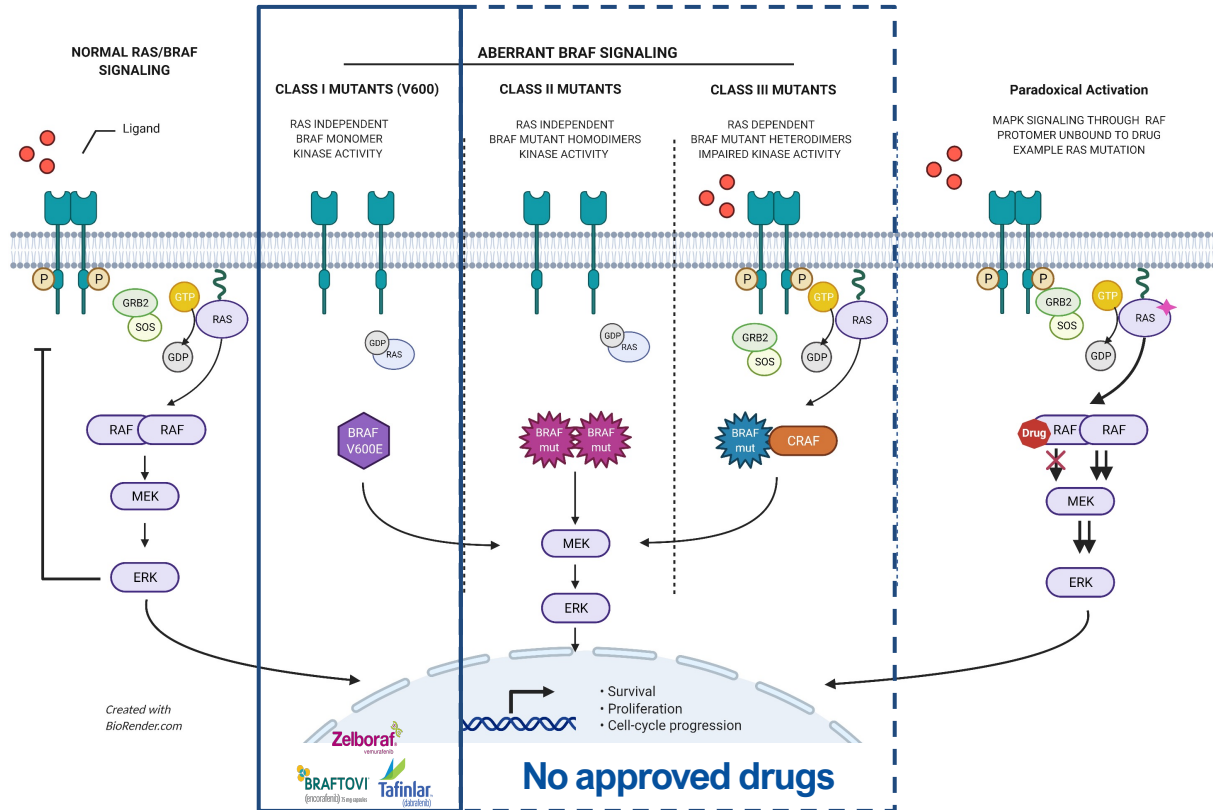 NORMAL RAS/BRAF
SIGNALING
Ligand
P
P
GRB2
SOS
GTP
GDP
RAS
RAF
RAF
MEK
ERK
Created with
BioRender.com
ABERRANT BRAF SIGNALING
CLASS I MUTANTS (V600)
RAS INDEPENDENT
BRAF MONOMER
KINASE ACTIVITY
GDP
RAS
BRAF
V600E
CLASS II MUTANTS
RAS INDEPENDENT
BRAF MUTANT HOMODIMERS
KINASE ACTIVITY
GDP
RAS
BRAF
mut
BRAF
mut
MEK
ERK
CLASS III MUTANTS
RAS DEPENDENT
BRAF MUTANT HETERODIMERS
IMPAIRED KINASE ACTIVITY
P
P
GRB2
SOS
GTP
GDP
RAS
BRAF
mut
CRAF
• Survival
• Proliferation
• Cell-cycle progression
Zelboraf®
vemurafenib
BRAFTOVI®
(encorafenib) 75 mg capsules
Tafinlar®
(dabrafenib)
No approved drugs
Paradoxical Activation
MAPK SIGNALING THROUGH RAF
PROTOMER UNBOUND TO DRUG
EXAMPLE RAS MUTATION
P
P
GRB2
SOS
GTP
GDP
RAS
Drug
RAF
RAF
MEK
ERK